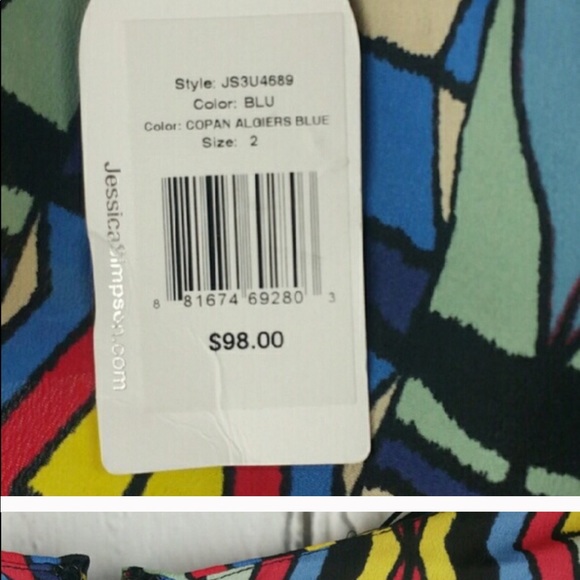 Style: JS3U4689
Color: BLU
Color: COPAN ALGIERS BLUE
Size: 2
8 81674 69280 3
$98.00
JessicaSimpson.com